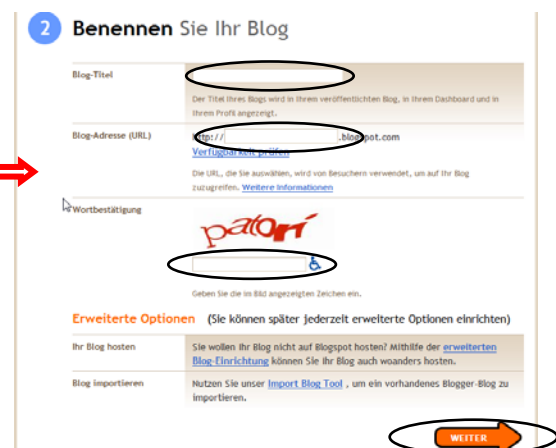 2 Benennen Sie Ihr Blog
Blog-Titel
Der Titel Ihres Blogs wird in Ihrem veröffentlichten Blog, in Ihrem Dashboard und in
Ihrem Profil angezeigt.
Blog-Adresse (URL)
http:// .blogspot.com
Verfügbarkeit prüfen
Die URL, die Sie auswählen, wird von Besuchern verwendet, um auf Ihr Blog
zuzugreifen. Weitere Informationen
Wortbestätigung
patori
Geben Sie die im Bild angezeigten Zeichen ein.
Erweiterte Optionen (Sie können später jederzeit erweiterte Optionen einrichten)
Ihr Blog hosten
Sie wollen Ihr Blog nicht auf Blogspot hosten? Mithilfe der erweiterten
Blog-Einrichtung können Sie Ihr Blog auch woanders hosten.
Blog importieren
Nutzen Sie unser Import Blog Tool , um ein vorhandenes Blogger-Blog zu
importieren.
WEITER